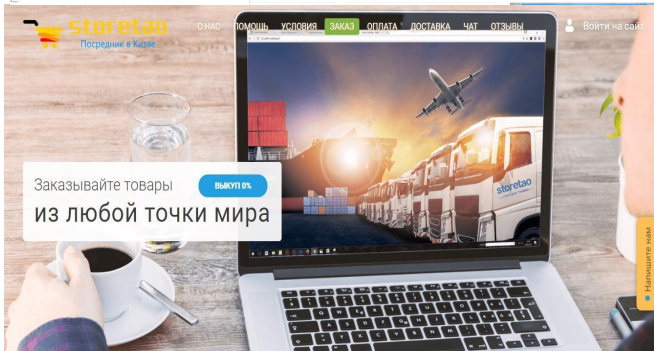 storetao
Посредник в Китае
О НАС
ПОМОЩЬ
УСЛОВИЯ
ЗАКАЗ
ОПЛАТА
ДОСТАВКА
ЧАТ
ОТЗЫВЫ
Войти на сайт
storetao
Заказывайте товары
ВЫКУП 0%
из любой точки мира
Напишите нам